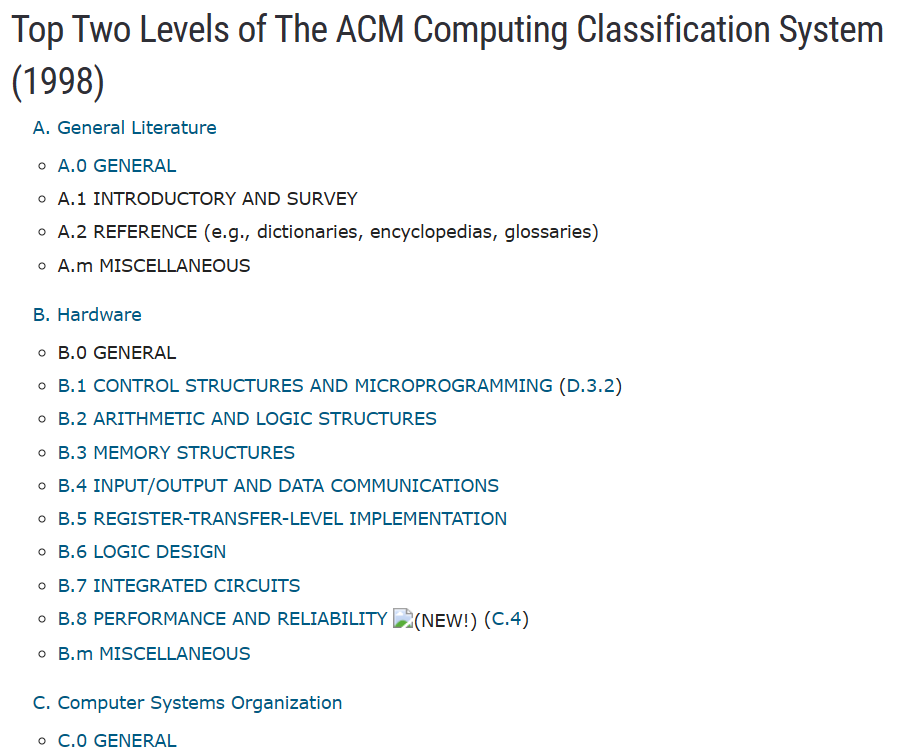 Top Two Levels of The ACM Computing Classification System
(1998)
A. General Literature
A.0 GENERAL
A.1 INTRODUCTORY AND SURVEY
A.2 REFERENCE (e.g., dictionaries, encyclopedias, glossaries)
A.m MISCELLANEOUS
B. Hardware
B.0 GENERAL
B.1 CONTROL STRUCTURES AND MICROPROGRAMMING (D.3.2)
B.2 ARITHMETIC AND LOGIC STRUCTURES
B.3 MEMORY STRUCTURES
B.4 INPUT/OUTPUT AND DATA COMMUNICATIONS
B.5 REGISTER-TRANSFER-LEVEL IMPLEMENTATION
B.6 LOGIC DESIGN
B.7 INTEGRATED CIRCUITS
B.8 PERFORMANCE AND RELIABILITY (NEW!) (C.4)
B.m MISCELLANEOUS
C. Computer Systems Organization
C.0 GENERAL